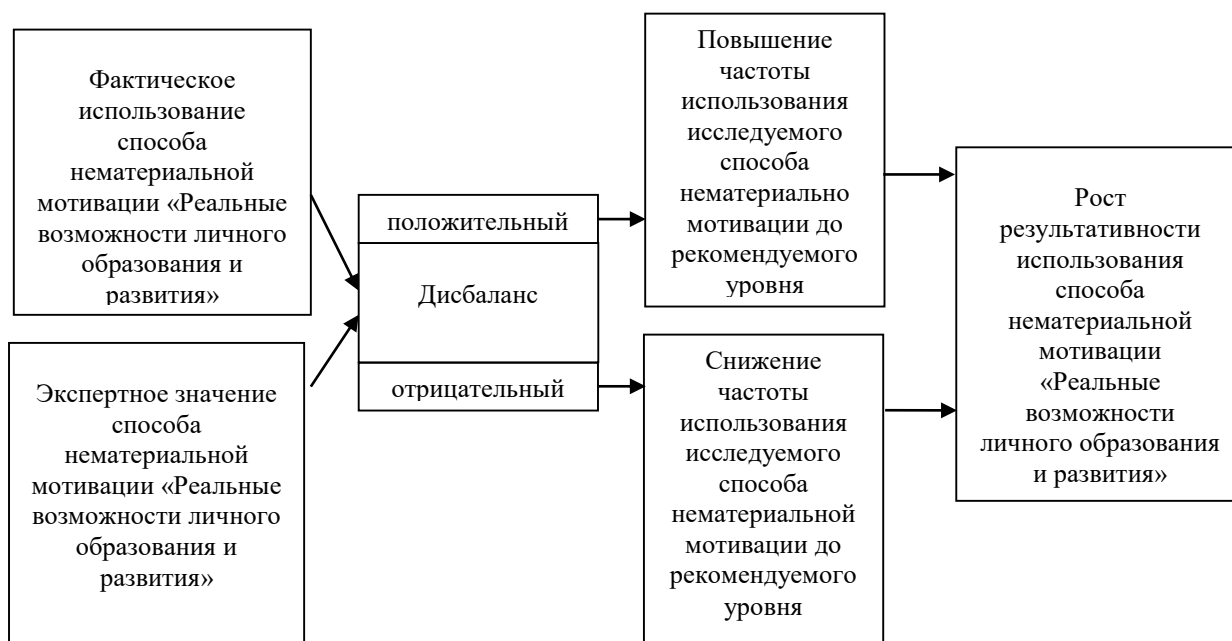 Фактическое
использование
способа
нематериальной
мотивации «Реальные
возможности личного
образования и
развития»
Экспертное значение
способа
нематериальной
мотивации «Реальные
возможности личного
образования и
развития»
положительный
Дисбаланс
отрицательный
Повышение
частоты
использования
исследуемого
способа
нематериально
мотивации до
рекомендуемого
уровня
Снижение
частоты
использования
исследуемого
способа
нематериальной
мотивации до
рекомендуемого
уровня
Рост
результативности
использования
способа
нематериальной
мотивации
«Реальные
возможности
личного образования
и развития»